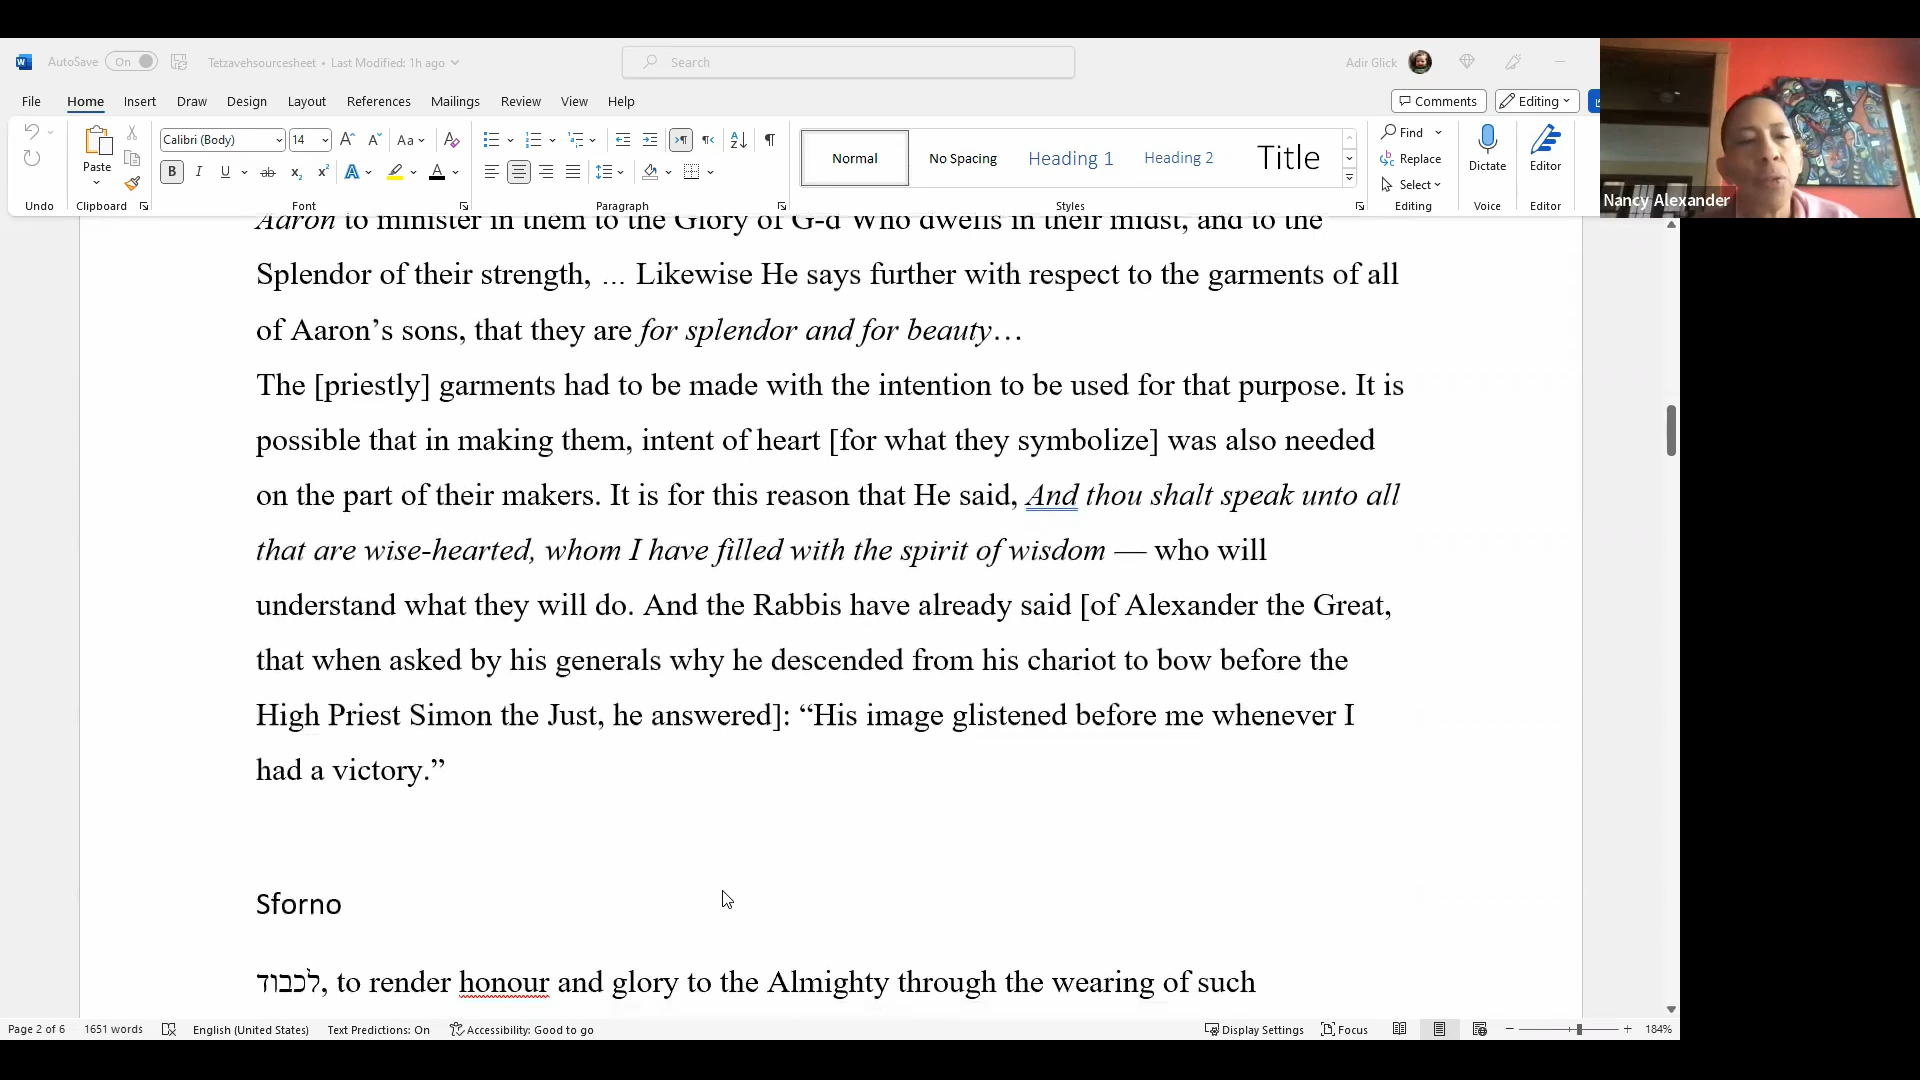 AutoSave On Tetzavehsourcesheet • Last Modified: 1h ago Search Adir Glick
File Home Insert Draw Design Layout References Mailings Review View Help Comments Editing
Calibri (Body) 14 Aa Find
Paste Normal No Spacing Heading 1 Heading 2 Title Replace Dictate Editor
B I U ab x₂ x² A A Select
Undo Clipboard Font Paragraph Styles Editing Voice Editor
Nancy Alexander
Aaron to minister in them to the Glory of G-d Who dwells in their midst, and to the
Splendor of their strength, … Likewise He says further with respect to the garments of all
of Aaron’s sons, that they are for splendor and for beauty…
The [priestly] garments had to be made with the intention to be used for that purpose. It is
possible that in making them, intent of heart [for what they symbolize] was also needed
on the part of their makers. It is for this reason that He said, And thou shalt speak unto all
that are wise-hearted, whom I have filled with the spirit of wisdom — who will
understand what they will do. And the Rabbis have already said [of Alexander the Great,
that when asked by his generals why he descended from his chariot to bow before the
High Priest Simon the Just, he answered]: “His image glistened before me whenever I
had a victory.”
Sforno
לכבוד, to render honour and glory to the Almighty through the wearing of such
Page 2 of 6 1651 words English (United States) Text Predictions: On Accessibility: Good to go Display Settings Focus 184%